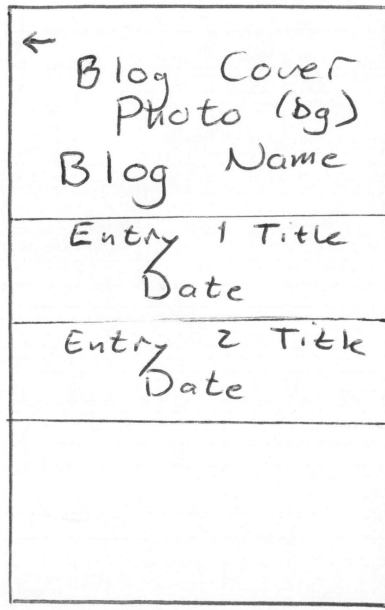 ←
Blog Cover
Photo (bg)
Blog Name
Entry 1 Title
Date
Entry 2 Title
Date